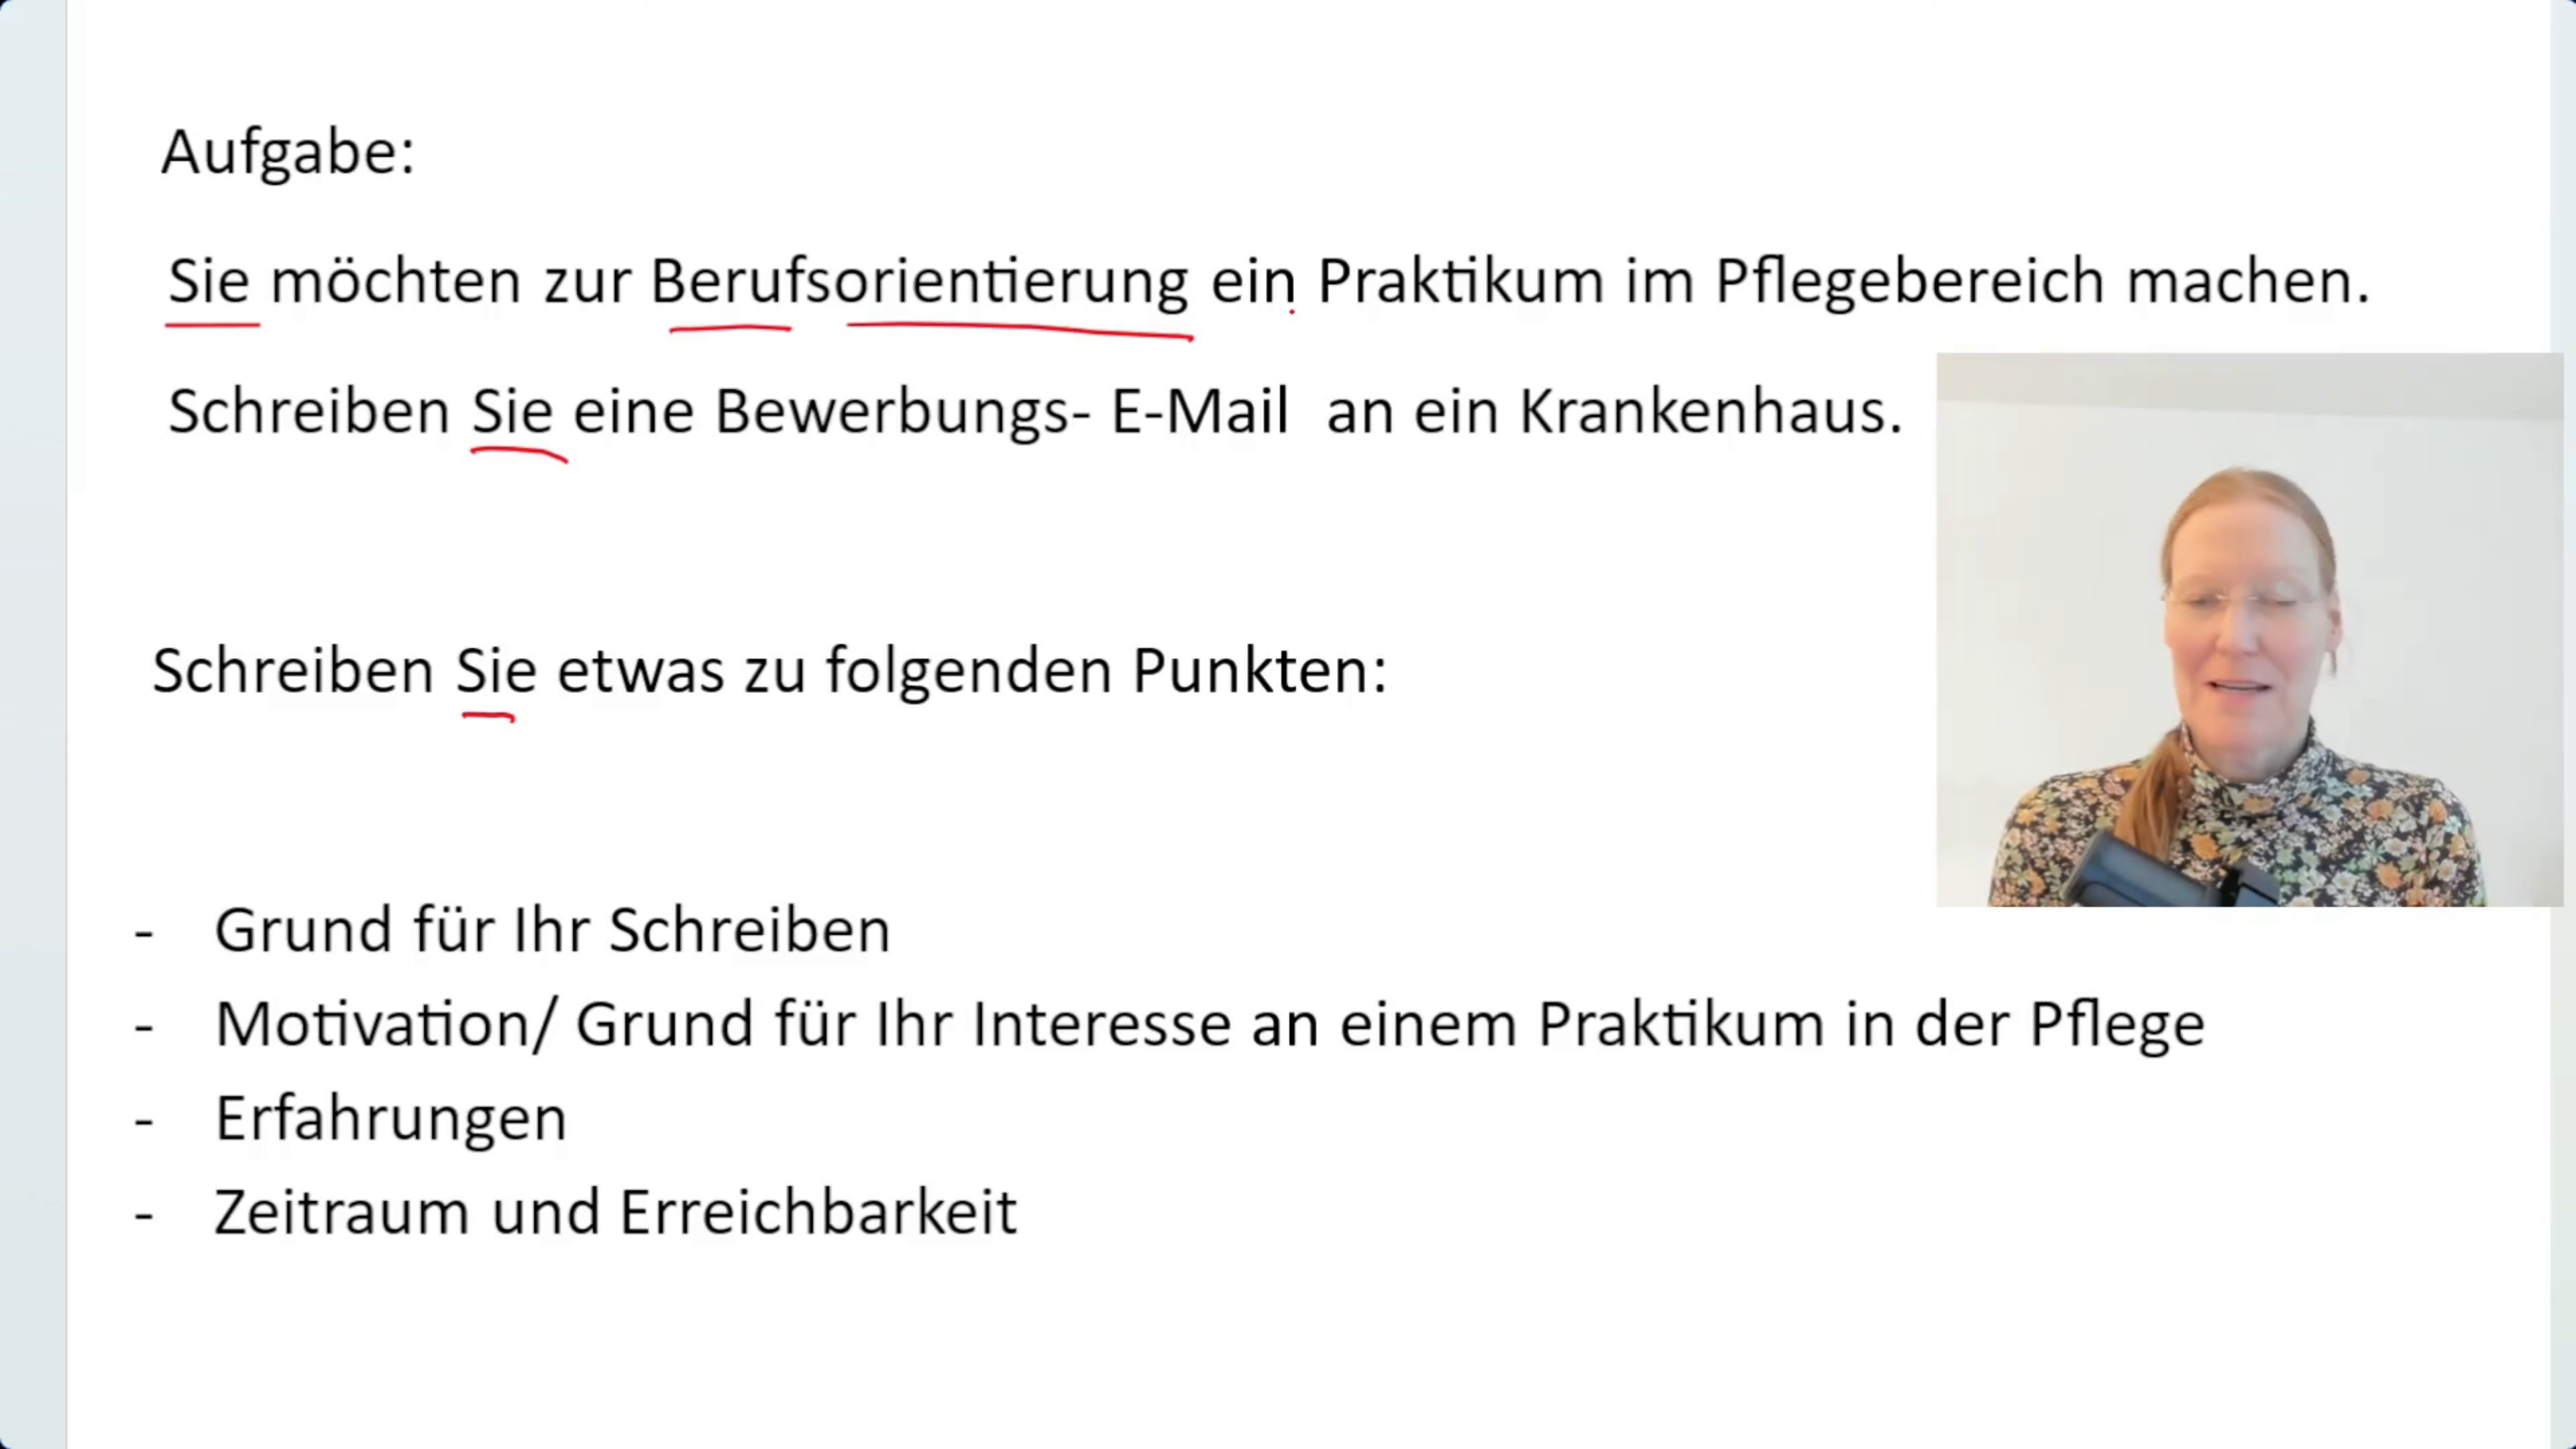 Aufgabe:
Sie möchten zur Berufsorientierung ein Praktikum im Pflegebereich machen.
Schreiben Sie eine Bewerbungs- E-Mail  an ein Krankenhaus.
Schreiben Sie etwas zu folgenden Punkten:
- Grund für Ihr Schreiben
- Motivation/ Grund für Ihr Interesse an einem Praktikum in der Pflege
- Erfahrungen
- Zeitraum und Erreichbarkeit